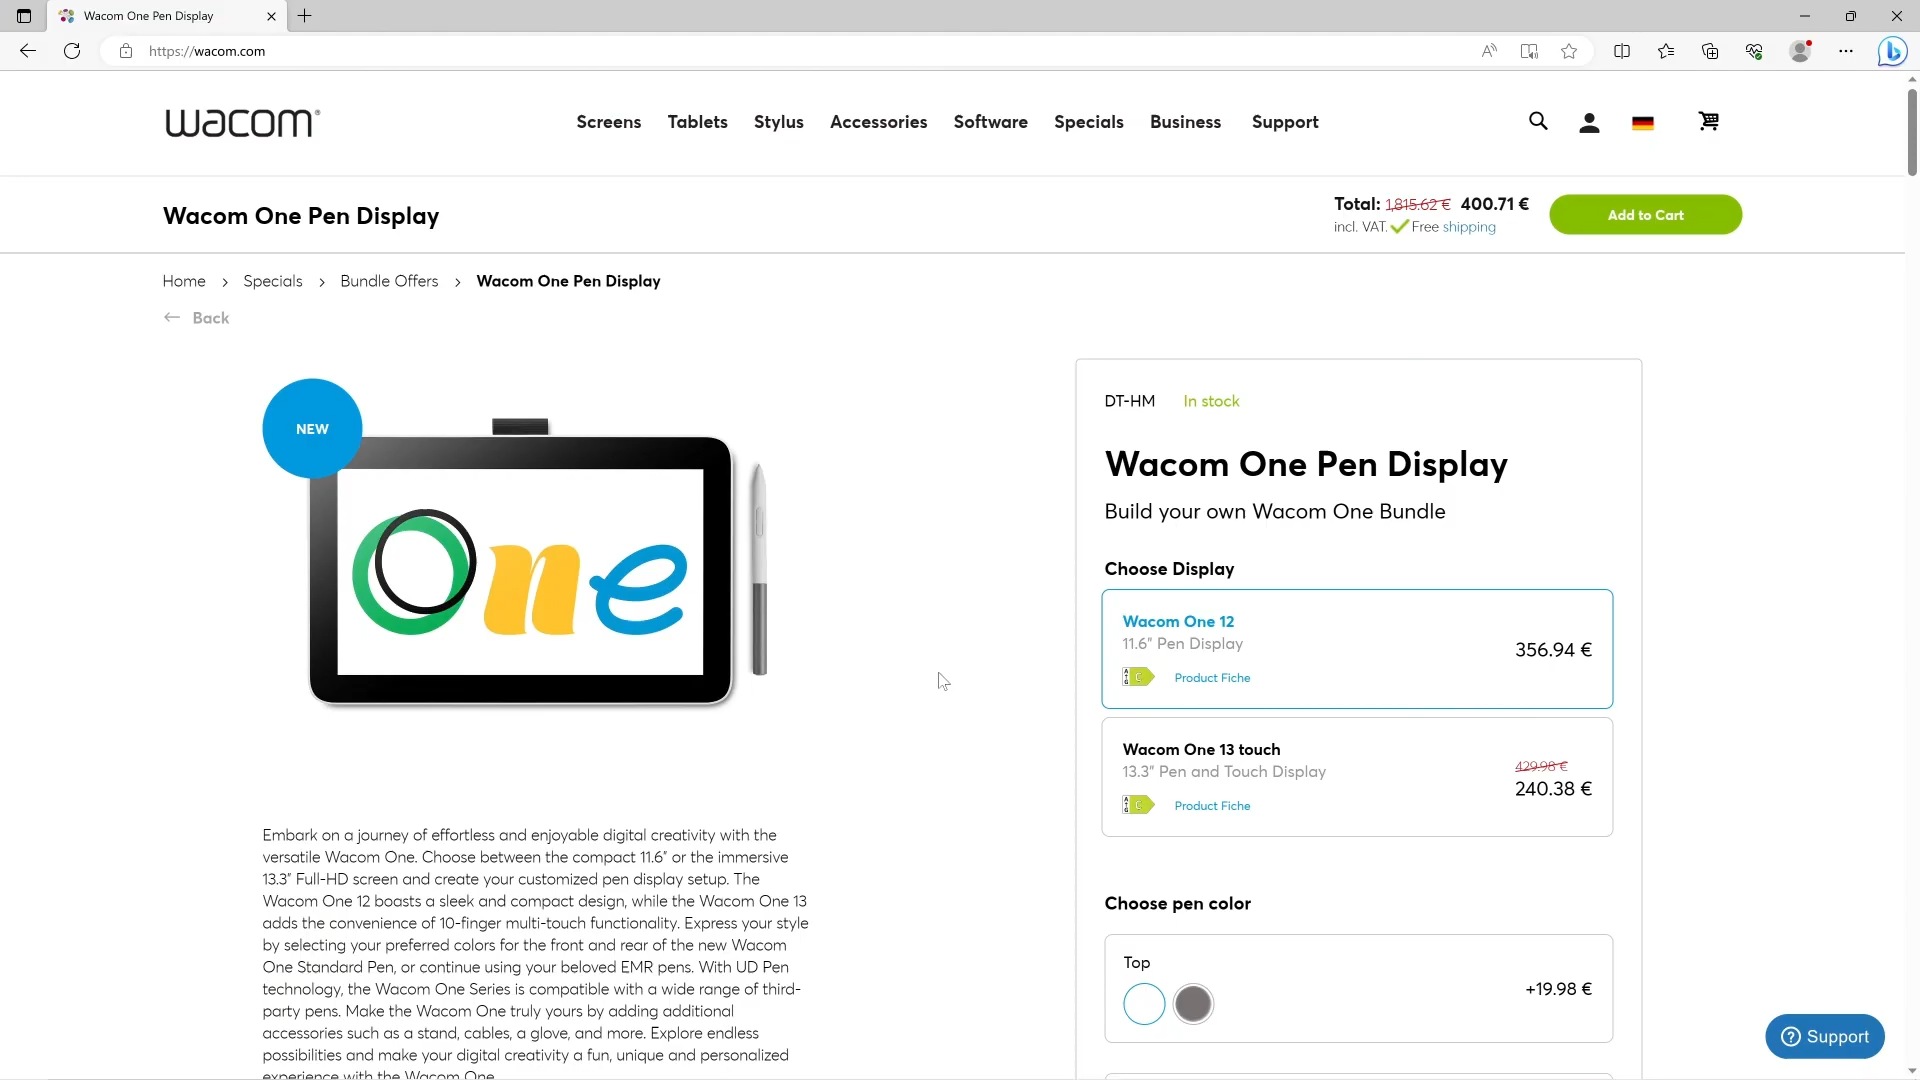 Wacom One Pen Display
https://wacom.com
wacom
Screens Tablets Stylus Accessories Software Specials Business Support
Wacom One Pen Display
Total: 1,815.62 € 400.71 €
incl. VAT. Free shipping
Add to Cart
Home > Specials > Bundle Offers > Wacom One Pen Display
← Back
NEW
One
Embark on a journey of effortless and enjoyable digital creativity with the
versatile Wacom One. Choose between the compact 11.6" or the immersive
13.3" Full-HD screen and create your customized pen display setup. The
Wacom One 12 boasts a sleek and compact design, while the Wacom One 13
adds the convenience of 10-finger multi-touch functionality. Express your style
by selecting your preferred colors for the front and rear of the new Wacom
One Standard Pen, or continue using your beloved EMR pens. With UD Pen
technology, the Wacom One Series is compatible with a wide range of third-
party pens. Make the Wacom One truly yours by adding additional
accessories such as a stand, cables, a glove, and more. Explore endless
possibilities and make your digital creativity a fun, unique and personalized
experience with the Wacom One.
DT-HM In stock
Wacom One Pen Display
Build your own Wacom One Bundle
Choose Display
Wacom One 12
11.6" Pen Display
356.94 €
C Product Fiche
Wacom One 13 touch
13.3" Pen and Touch Display
429.98 €
240.38 €
C Product Fiche
Choose pen color
Top
+19.98 €
Support